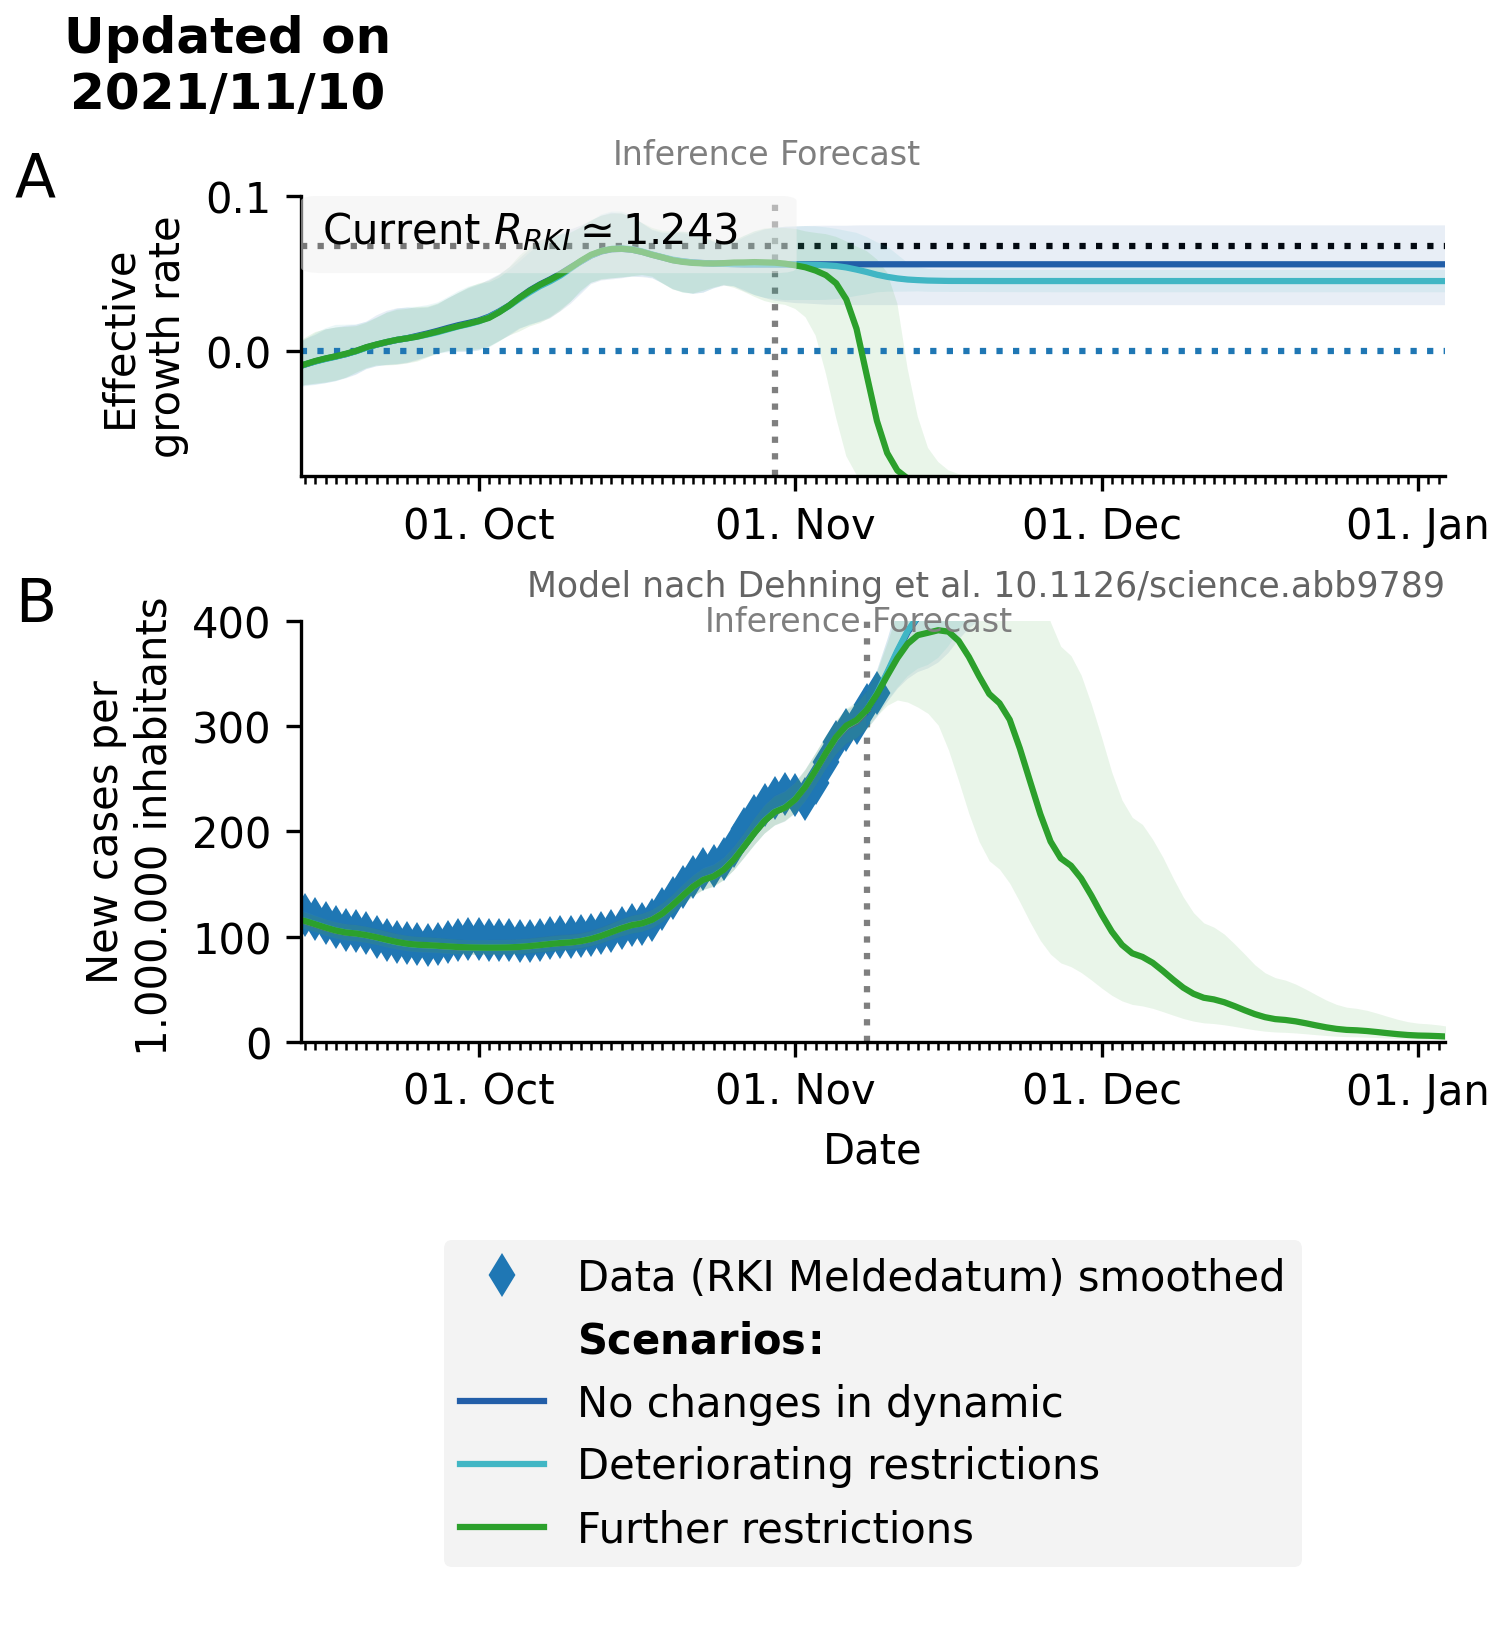 Updated on
2021/11/10
A
Inference Forecast
Effective
growth rate
0.1
0.0
Current R_RKI ≃ 1.243
01. Oct 01. Nov 01. Dec 01. Jan
B
Model nach Dehning et al. 10.1126/science.abb9789
Inference Forecast
New cases per
1.000.000 inhabitants
400
300
200
100
0
01. Oct 01. Nov 01. Dec 01. Jan
Date
Data (RKI Meldedatum) smoothed
Scenarios:
No changes in dynamic
Deteriorating restrictions
Further restrictions